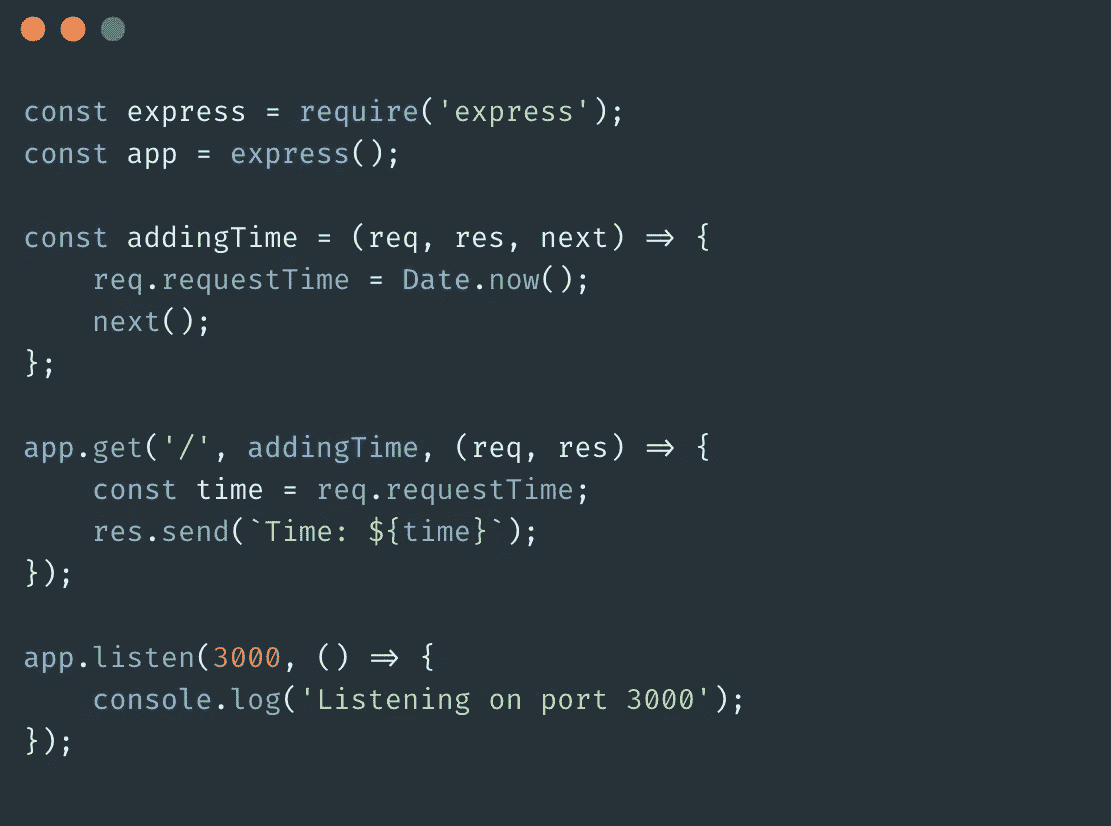 const express = require('express');
const app = express();
const addingTime = (req, res, next) => {
    req.requestTime = Date.now();
    next();
};
app.get('/', addingTime, (req, res) => {
    const time = req.requestTime;
    res.send(`Time: ${time}`);
});
app.listen(3000, () => {
    console.log('Listening on port 3000');
});